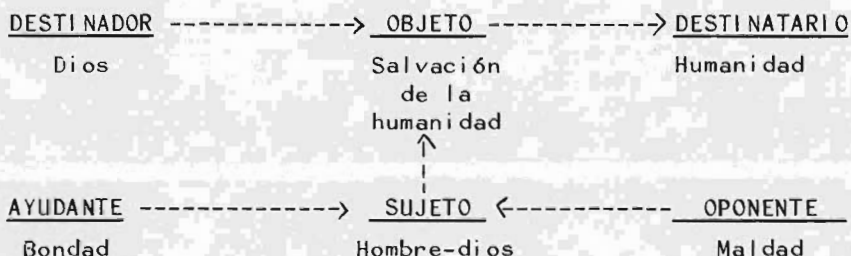 DESTINADOR ---------------> OBJETO ------------> DESTINATARIO
Dios Salvación Humanidad
de la
humanidad
AYUDANTE --------------> SUJETO <----------- OPONENTE
Bondad Hombre-dios Maldad